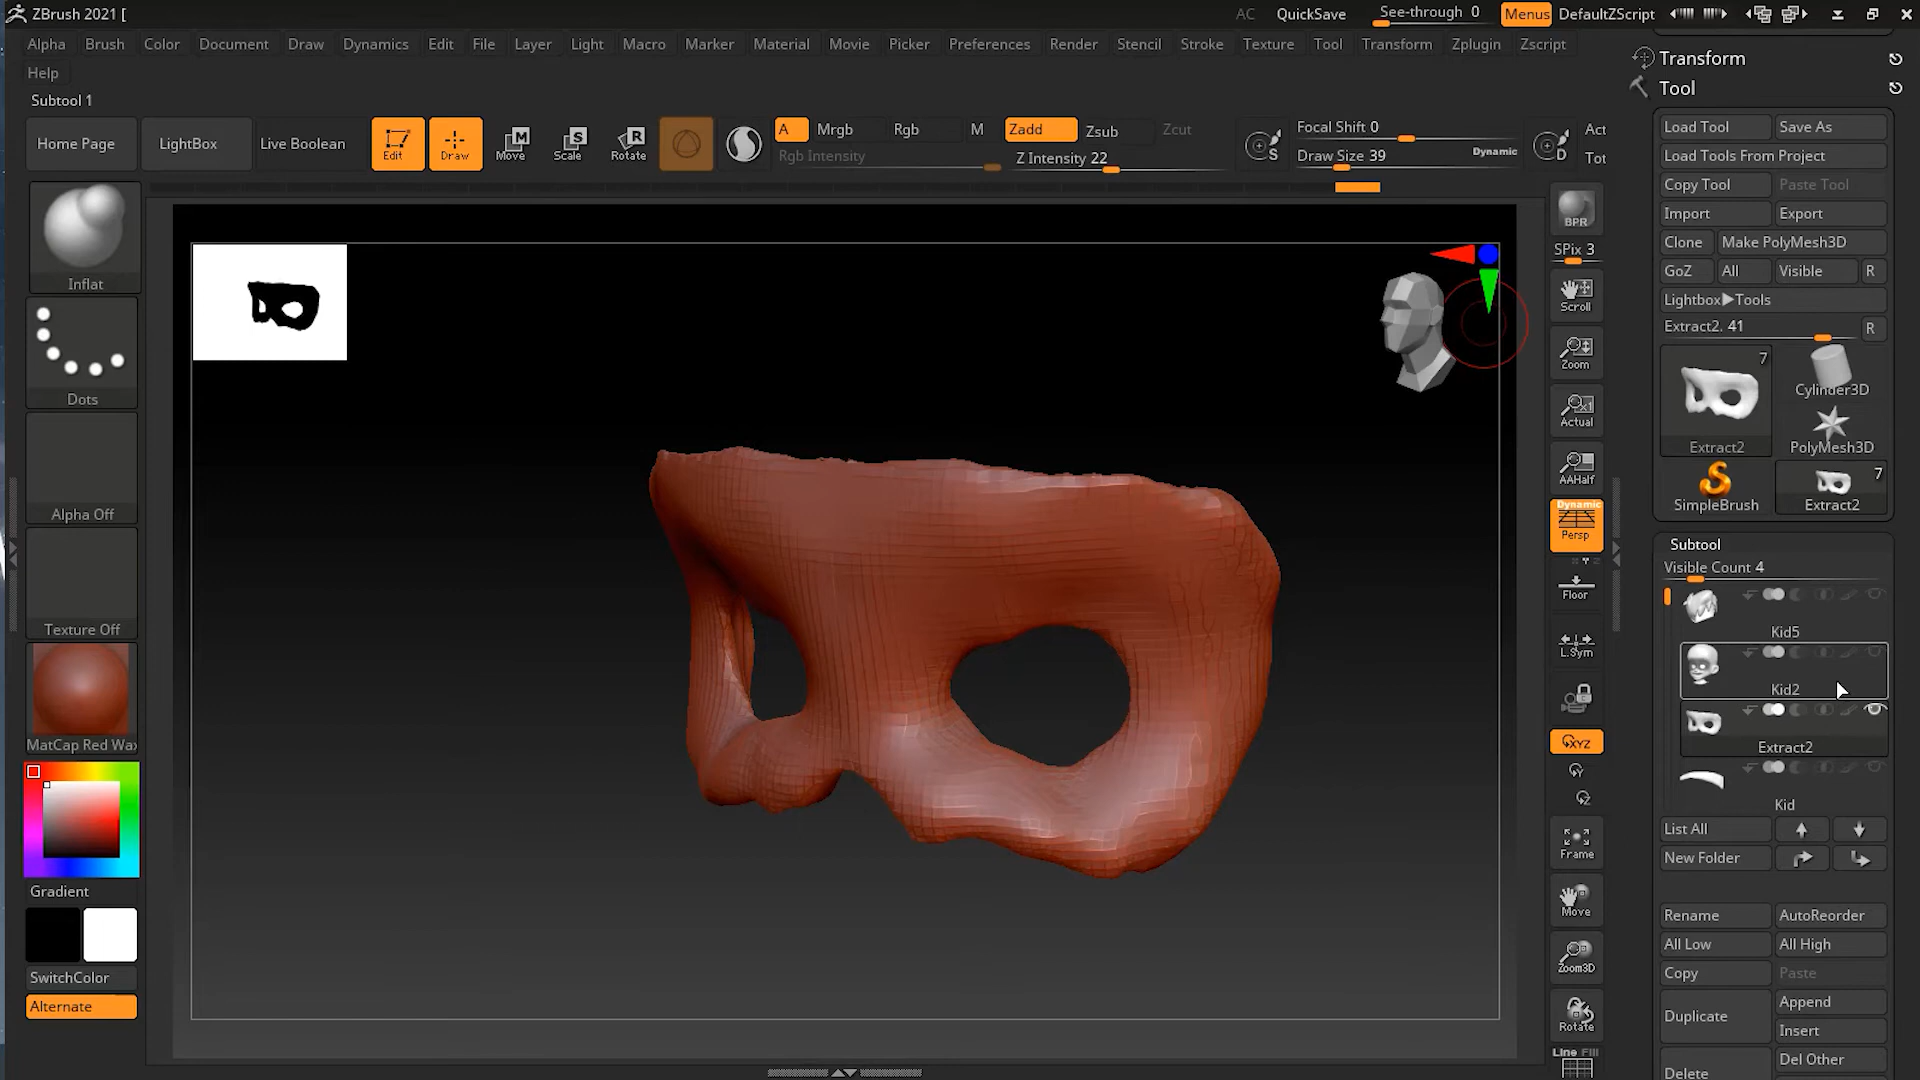 ZBrush 2021 [
AC QuickSave See-through 0 Menus DefaultZScript
Alpha Brush Color Document Draw Dynamics Edit File Layer Light Macro Marker Material Movie Picker Preferences Render Stencil Stroke Texture Tool Transform Zplugin Zscript
Help
Subtool 1
Home Page LightBox Live Boolean Edit Draw Move Scale Rotate
M S R
A Mrgb Rgb M Zadd Zsub Zcut
Rgb Intensity Z Intensity 22
S Focal Shift 0
Draw Size 39 Dynamic D
Act
Tot
Inflat
Dots
Alpha Off
Texture Off
MatCap Red Wax
Gradient
SwitchColor
Alternate
BPR
SPix 3
Scroll
Zoom
Actual
AAHalf
Dynamic
Persp
Floor
L.Sym
XYZ
Y
Z
Frame
Move
Zoom3D
Rotate
Line Fill
Transform
Tool
Load Tool Save As
Load Tools From Project
Copy Tool Paste Tool
Import Export
Clone Make PolyMesh3D
GoZ All Visible R
Lightbox▶Tools
Extract2. 41 R
7
Extract2 Cylinder3D
PolyMesh3D
SimpleBrush 7 Extract2
Subtool
Visible Count 4
Kid5
Kid2
Extract2
Kid
List All
New Folder
Rename AutoReorder
All Low All High
Copy Paste
Duplicate Append
Insert
Delete Del Other